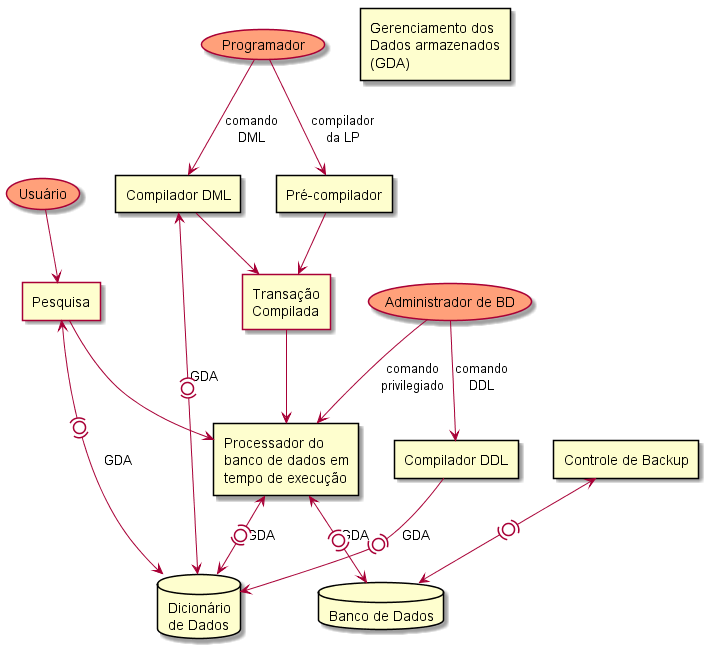 Gerenciamento dos
Dados armazenados
(GDA)
Programador
comando
DML
compilador
da LP
Usuário
Compilador DML
Pré-compilador
Pesquisa
Transação
Compilada
Administrador de BD
comando
privilegiado
comando
DDL
GDA
Processador do
banco de dados em
tempo de execução
Compilador DDL
Controle de Backup
GDA
GDA
GDA
GDA
Dicionário
de Dados
Banco de Dados